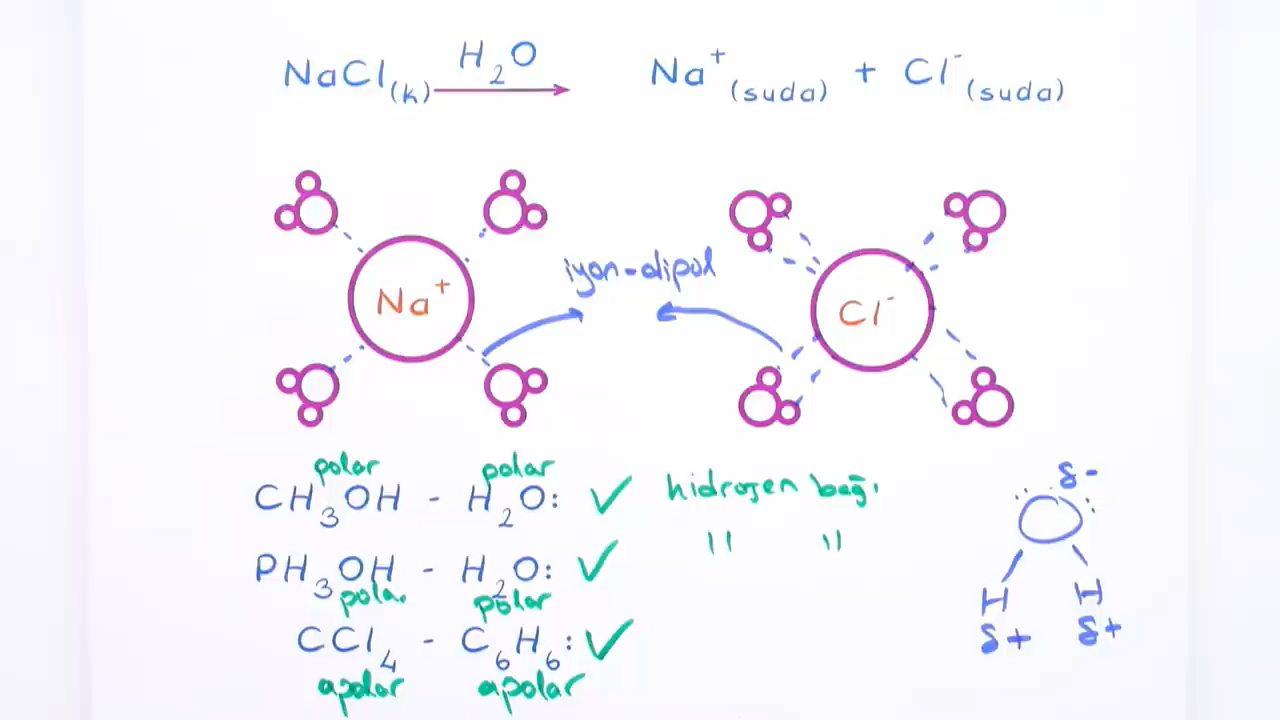 NaCl(k) H₂O → Na⁺(suda) + Cl⁻(suda)
iyon-dipol
Na⁺ Cl⁻
polar polar
CH₃OH - H₂O: ✓ hidrojen bağı
δ-
PH₃OH - H₂O: ✓ " "
polar polar
H H
δ+ δ+
CCl₄ - C₆H₆: ✓
apolar apolar